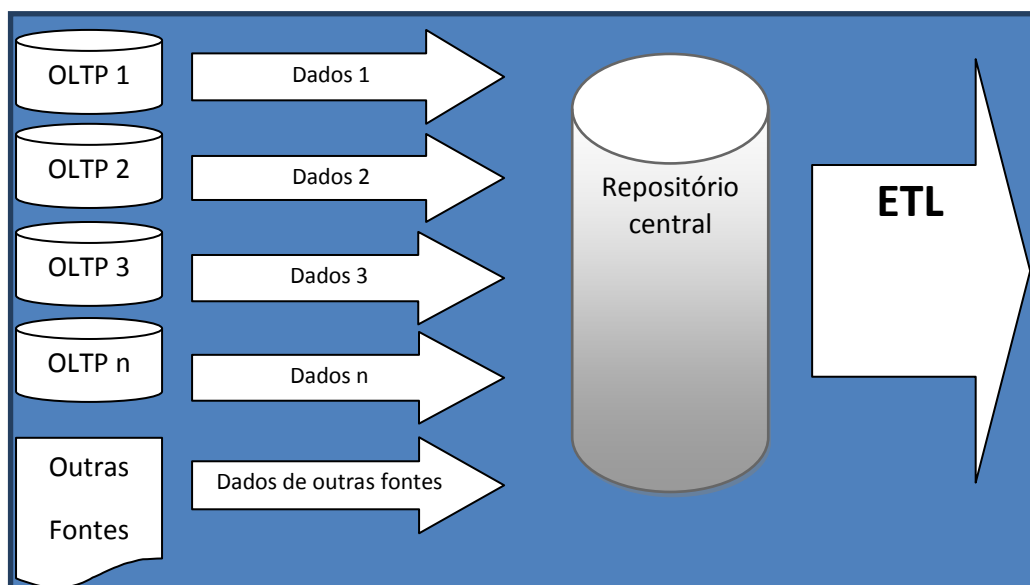 OLTP 1
Dados 1
OLTP 2
Dados 2
OLTP 3
Dados 3
OLTP n
Dados n
Outras
Fontes
Dados de outras fontes
Repositório
central
ETL